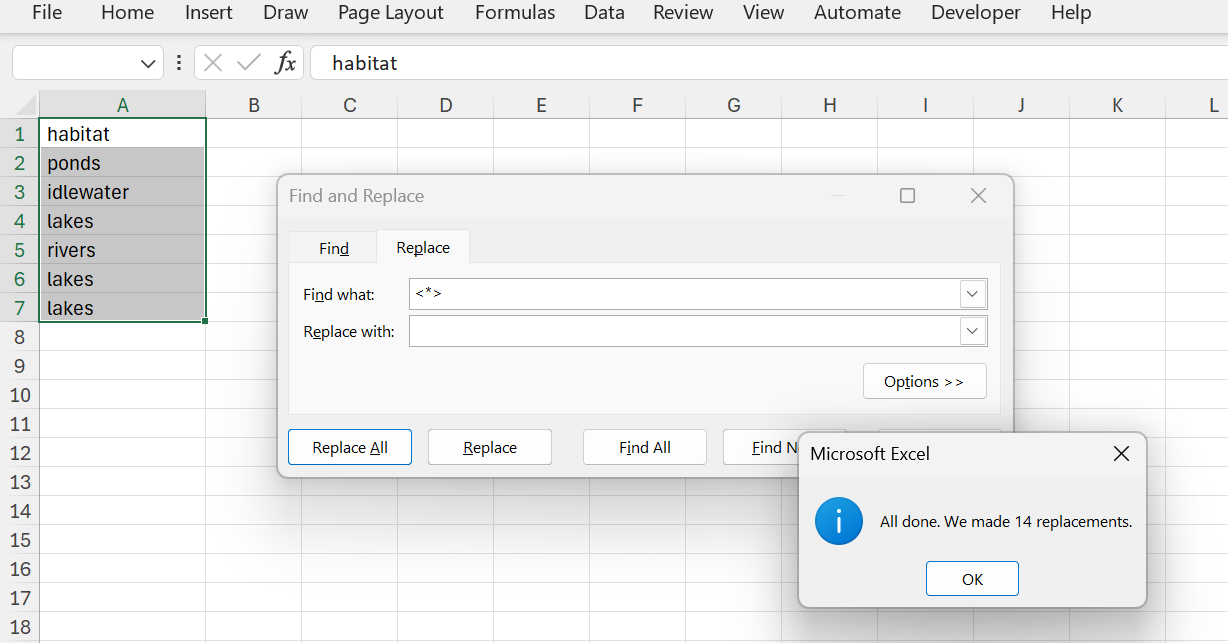 File Home Insert Draw Page Layout Formulas Data Review View Automate Developer Help
fx habitat
A B C D E F G H I J K L
1 habitat
2 ponds
3 idlewater
4 lakes
5 rivers
6 lakes
7 lakes
8
9
10
11
12
13
14
15
16
17
18
Find and Replace
Find Replace
Find what: <*>
Replace with:
Options >>
Replace All Replace Find All Find N
Microsoft Excel
i All done. We made 14 replacements.
OK